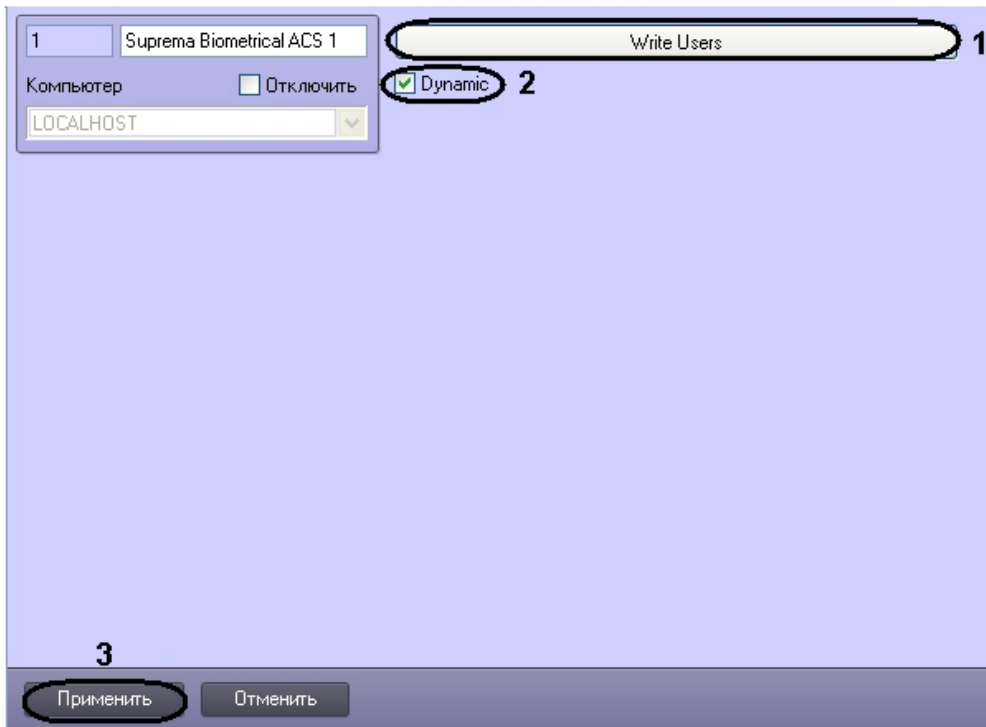 1 Suprema Biometrical ACS 1
Write Users 1
Компьютер Отключить
Dynamic 2
LOCALHOST
3
Применить Отменить